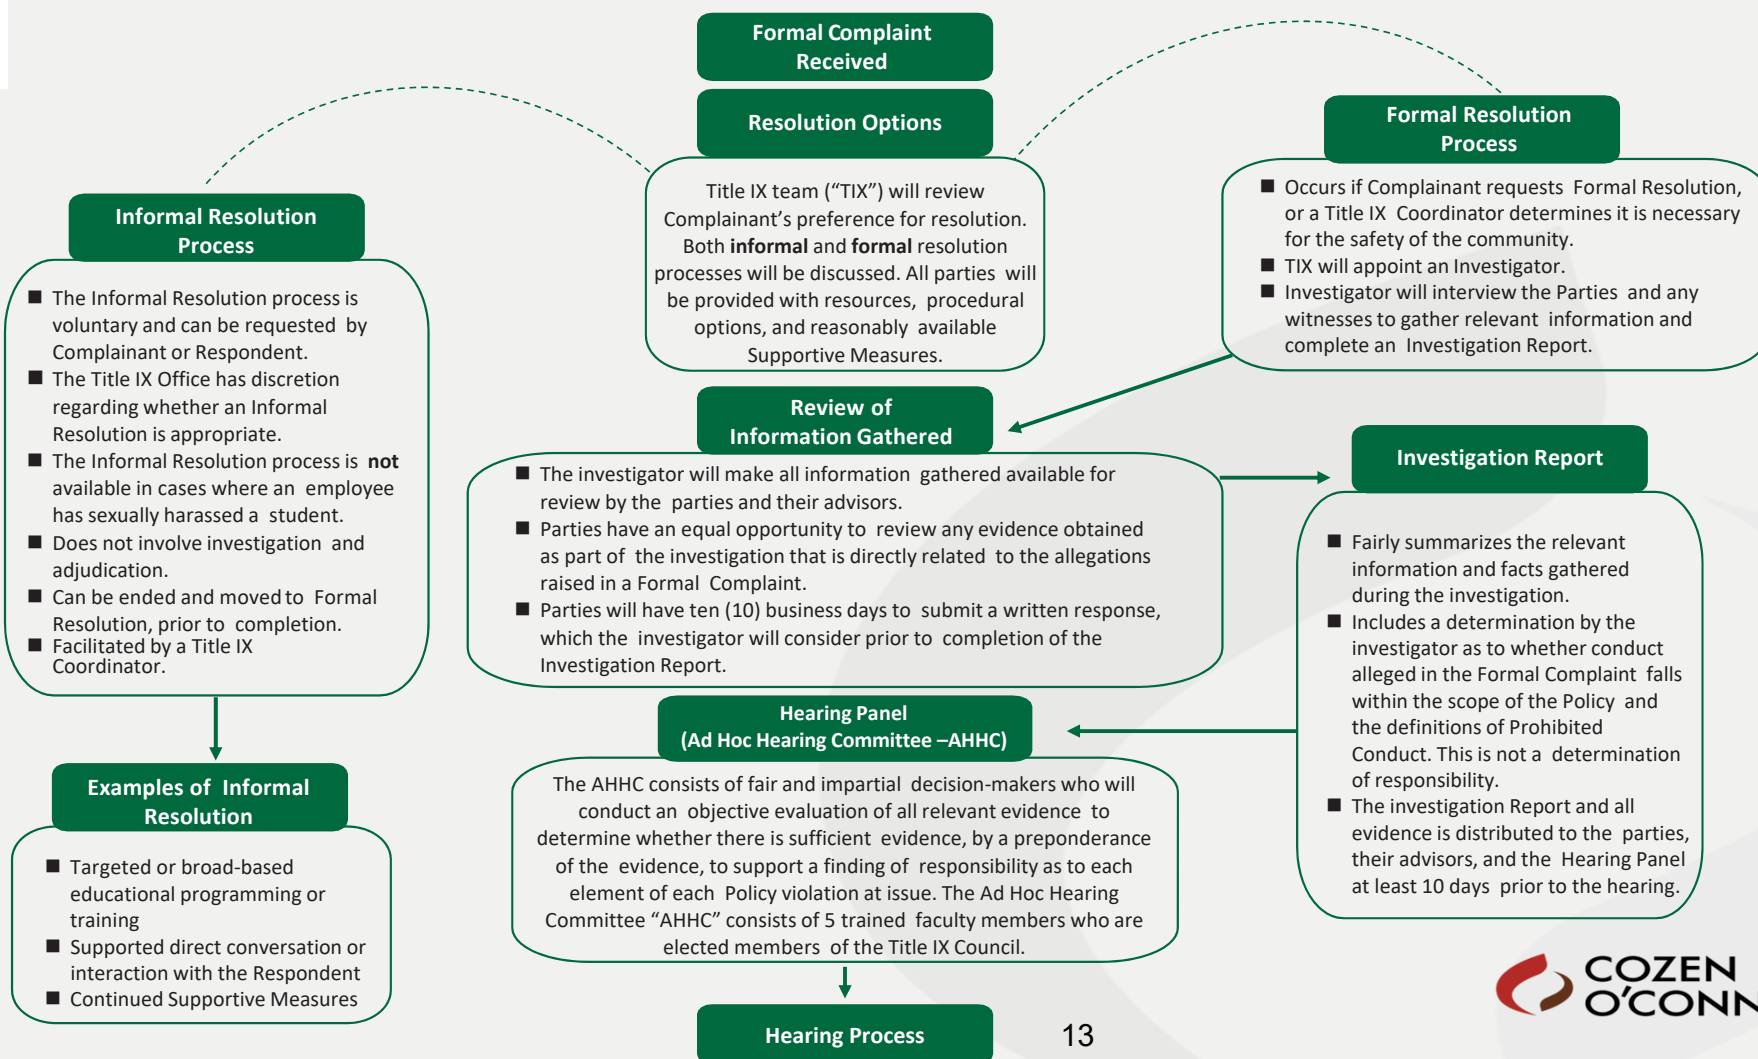 Formal Complaint
Received
Resolution Options
Title IX team (“TIX”) will review
Complainant’s preference for resolution.
Both informal and formal resolution
processes will be discussed. All parties will
be provided with resources, procedural
options, and reasonably available
Supportive Measures.
Informal Resolution
Process
■ The Informal Resolution process is
voluntary and can be requested by
Complainant or Respondent.
■ The Title IX Office has discretion
regarding whether an Informal
Resolution is appropriate.
■ The Informal Resolution process is not
available in cases where an employee
has sexually harassed a student.
■ Does not involve investigation and
adjudication.
■ Can be ended and moved to Formal
Resolution, prior to completion.
■ Facilitated by a Title IX
Coordinator.
Examples of Informal
Resolution
■ Targeted or broad-based
educational programming or
training
■ Supported direct conversation or
interaction with the Respondent
■ Continued Supportive Measures
Formal Resolution
Process
■ Occurs if Complainant requests Formal Resolution,
or a Title IX Coordinator determines it is necessary
for the safety of the community.
■ TIX will appoint an Investigator.
■ Investigator will interview the Parties and any
witnesses to gather relevant information and
complete an Investigation Report.
Review of
Information Gathered
■ The investigator will make all information gathered available for
review by the parties and their advisors.
■ Parties have an equal opportunity to review any evidence obtained
as part of the investigation that is directly related to the allegations
raised in a Formal Complaint.
■ Parties will have ten (10) business days to submit a written response,
which the investigator will consider prior to completion of the
Investigation Report.
Investigation Report
■ Fairly summarizes the relevant
information and facts gathered
during the investigation.
■ Includes a determination by the
investigator as to whether conduct
alleged in the Formal Complaint falls
within the scope of the Policy and
the definitions of Prohibited
Conduct. This is not a determination
of responsibility.
■ The investigation Report and all
evidence is distributed to the parties,
their advisors, and the Hearing Panel
at least 10 days prior to the hearing.
Hearing Panel
(Ad Hoc Hearing Committee –AHHC)
The AHHC consists of fair and impartial decision-makers who will
conduct an objective evaluation of all relevant evidence to
determine whether there is sufficient evidence, by a preponderance
of the evidence, to support a finding of responsibility as to each
element of each Policy violation at issue. The Ad Hoc Hearing
Committee “AHHC” consists of 5 trained faculty members who are
elected members of the Title IX Council.
Hearing Process
13
COZEN
O’CONN